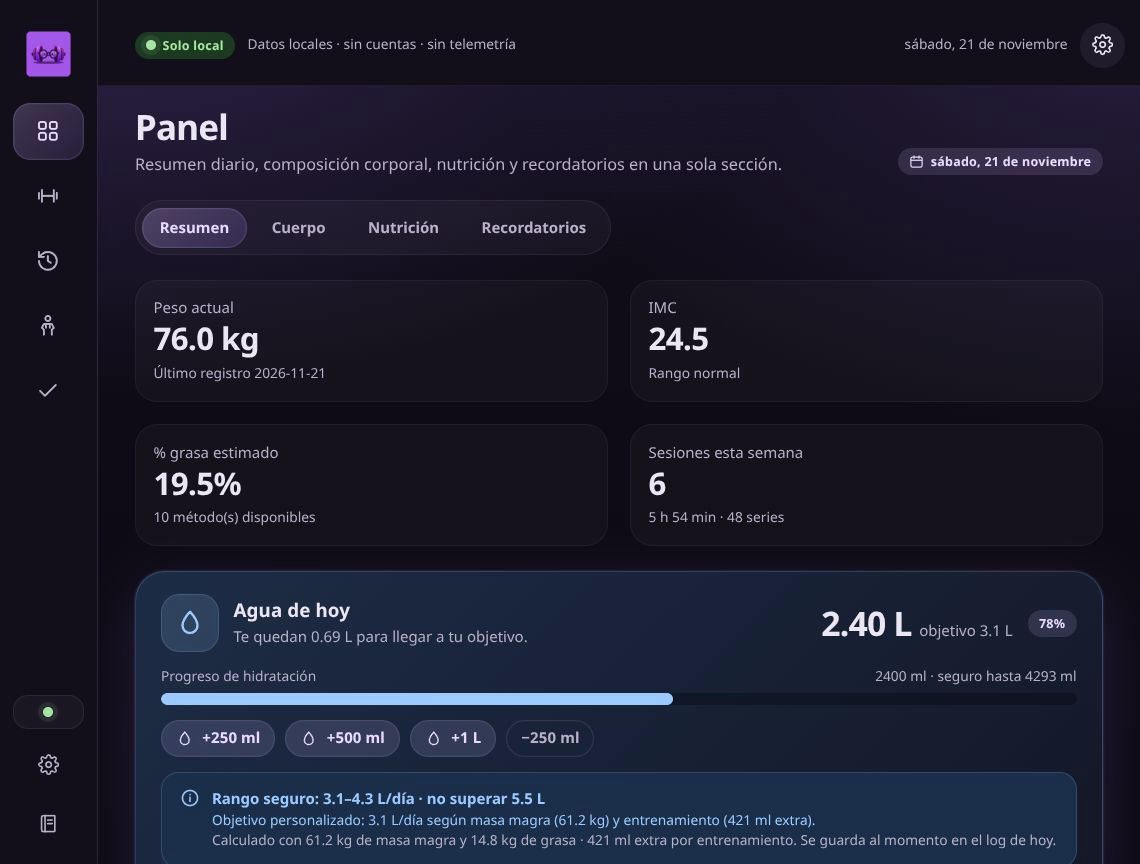 Solo local
Datos locales · sin cuentas · sin telemetría
sábado, 21 de noviembre
Panel
Resumen diario, composición corporal, nutrición y recordatorios en una sola sección.
sábado, 21 de noviembre
Resumen
Cuerpo
Nutrición
Recordatorios
Peso actual
76.0 kg
Último registro 2026-11-21
IMC
24.5
Rango normal
% grasa estimado
19.5%
10 método(s) disponibles
Sesiones esta semana
6
5 h 54 min · 48 series
Agua de hoy
Te quedan 0.69 L para llegar a tu objetivo.
2.40 L objetivo 3.1 L
78%
Progreso de hidratación
2400 ml · seguro hasta 4293 ml
+250 ml
+500 ml
+1 L
−250 ml
Rango seguro: 3.1–4.3 L/día · no superar 5.5 L
Objetivo personalizado: 3.1 L/día según masa magra (61.2 kg) y entrenamiento (421 ml extra).
Calculado con 61.2 kg de masa magra y 14.8 kg de grasa · 421 ml extra por entrenamiento. Se guarda al momento en el log de hoy.